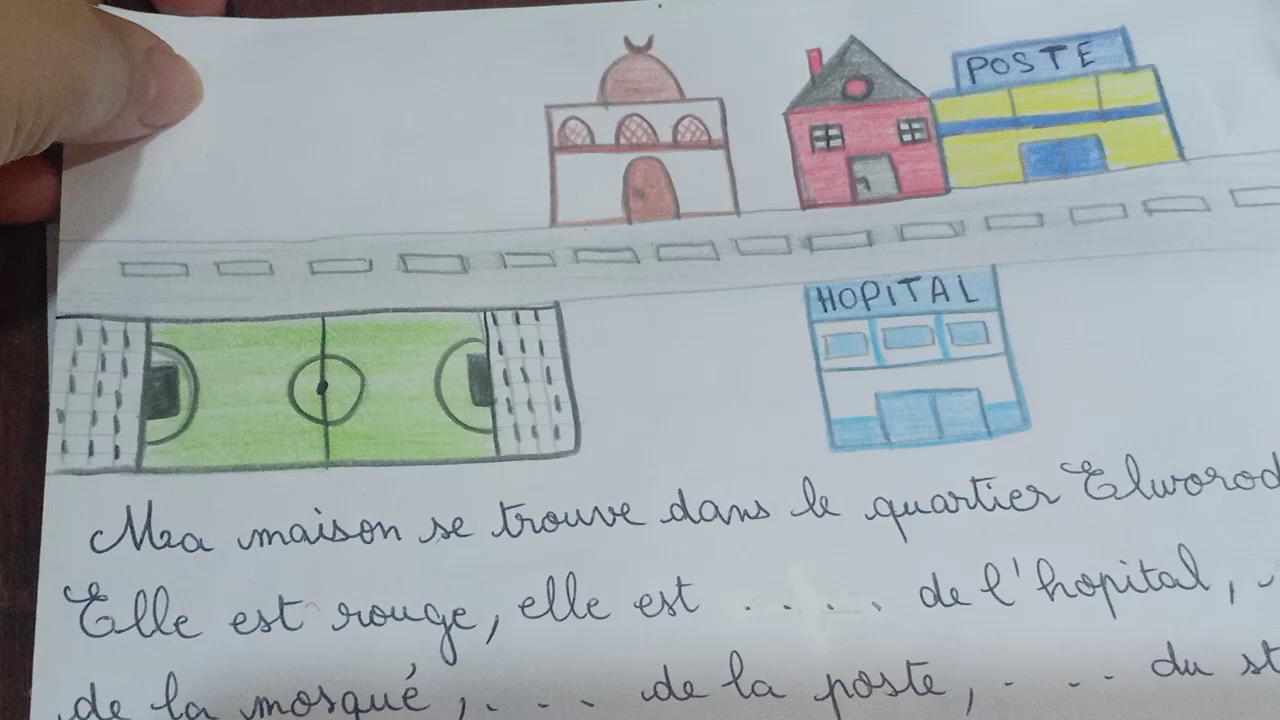 POSTE
HOPITAL
Ma maison se trouve dans le quartier Elworod
Elle est rouge, elle est . . . . de l'hopital, .
de la mosqué, . . . de la poste, . . . du st